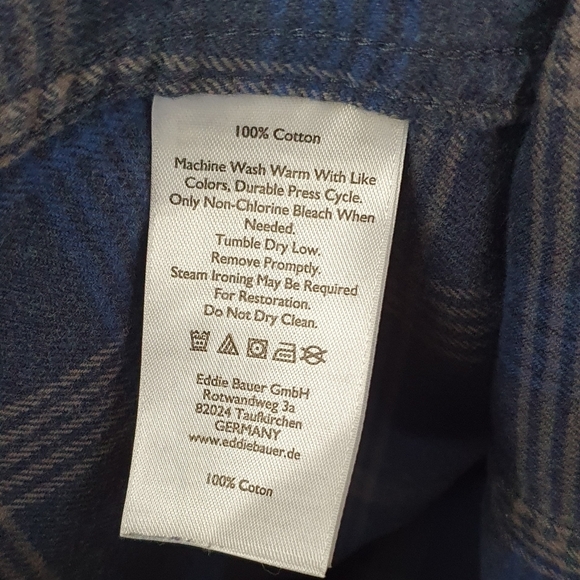 100% Cotton
Machine Wash Warm With Like
Colors, Durable Press Cycle.
Only Non-Chlorine Bleach When
Needed.
Tumble Dry Low.
Remove Promptly.
Steam Ironing May Be Required
For Restoration.
Do Not Dry Clean.
Eddie Bauer GmbH
Rotwandweg 3a
82024 Taufkirchen
GERMANY
www.eddiebauer.de
100% Coton